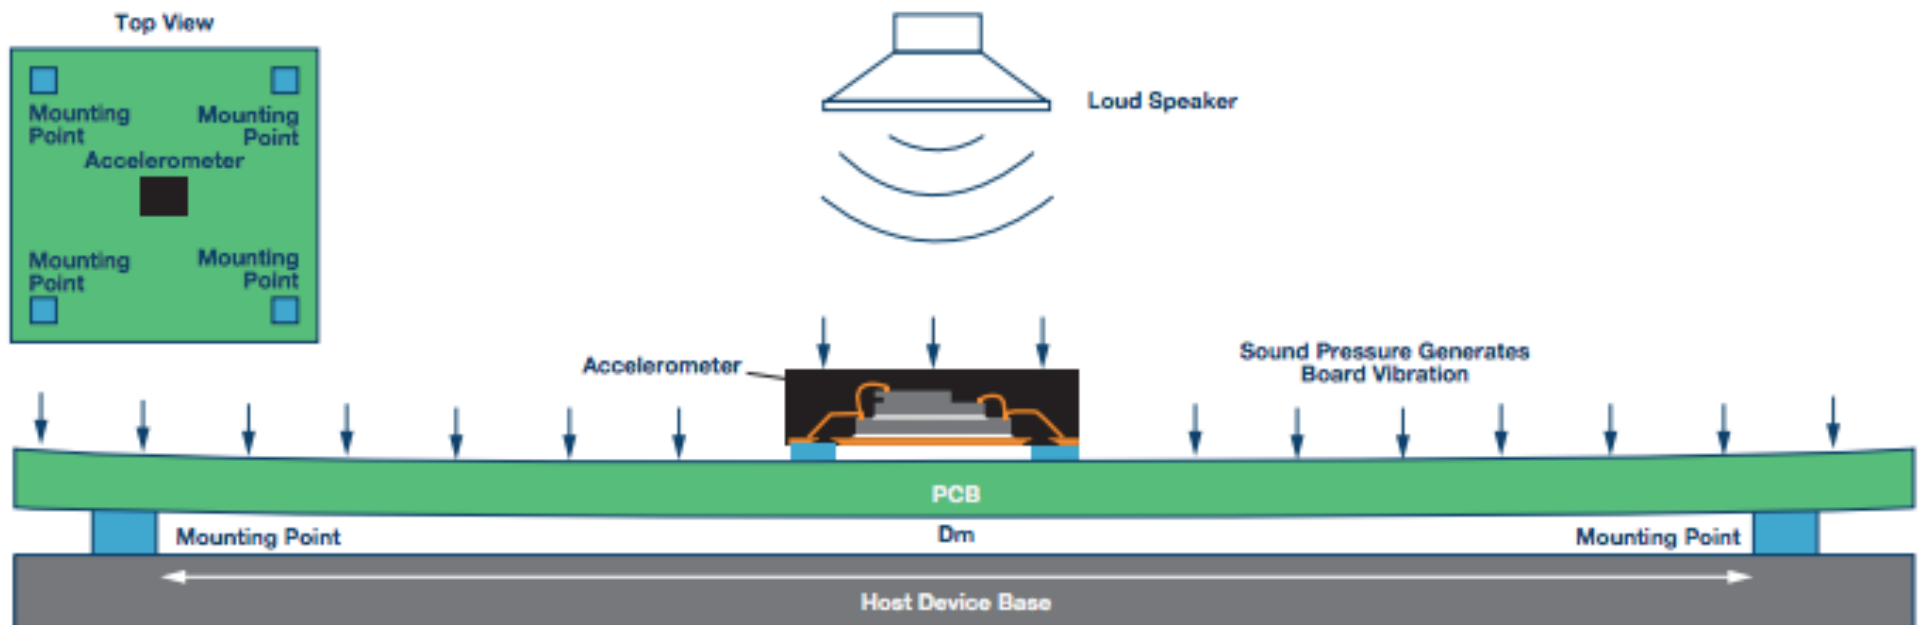 Top View
Mounting
Point
Mounting
Point
Accelerometer
Mounting
Point
Mounting
Point
Loud Speaker
Accelerometer
Sound Pressure Generates
Board Vibration
PCB
Mounting Point
Dm
Mounting Point
Host Device Base